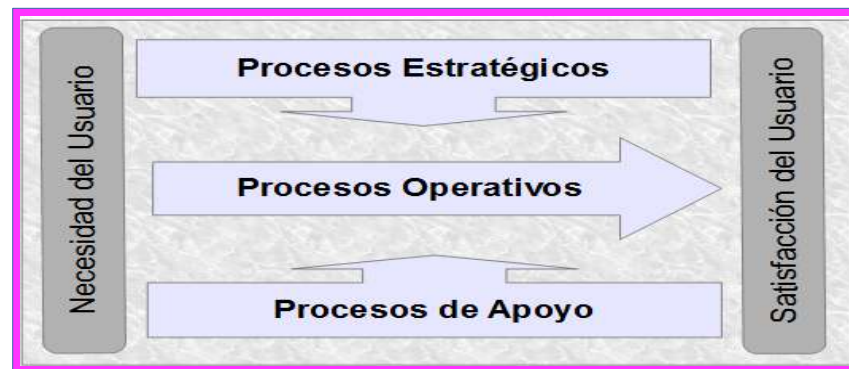 Necesidad del Usuario
Procesos Estratégicos
Procesos Operativos
Procesos de Apoyo
Satisfacción del Usuario